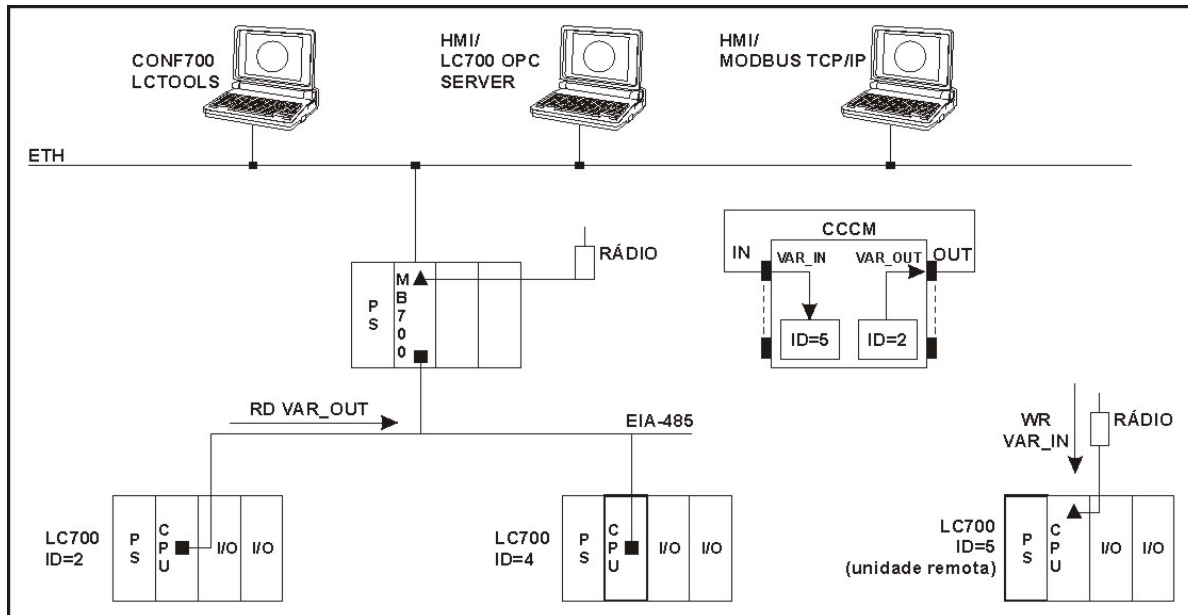 CONF700
LCTOOLS
HMI/
LC700 OPC
SERVER
HMI/
MODBUS TCP/IP
ETH
RÁDIO
P
S
M
B
7
0
0
CCCM
IN
VAR_IN
VAR_OUT
OUT
ID=5
ID=2
RD VAR_OUT
EIA-485
WR
VAR_IN
RÁDIO
LC700
ID=2
P
S
C
P
U
I/O
I/O
LC700
ID=4
P
S
C
P
U
I/O
I/O
LC700
ID=5
(unidade remota)
P
S
C
P
U
I/O
I/O